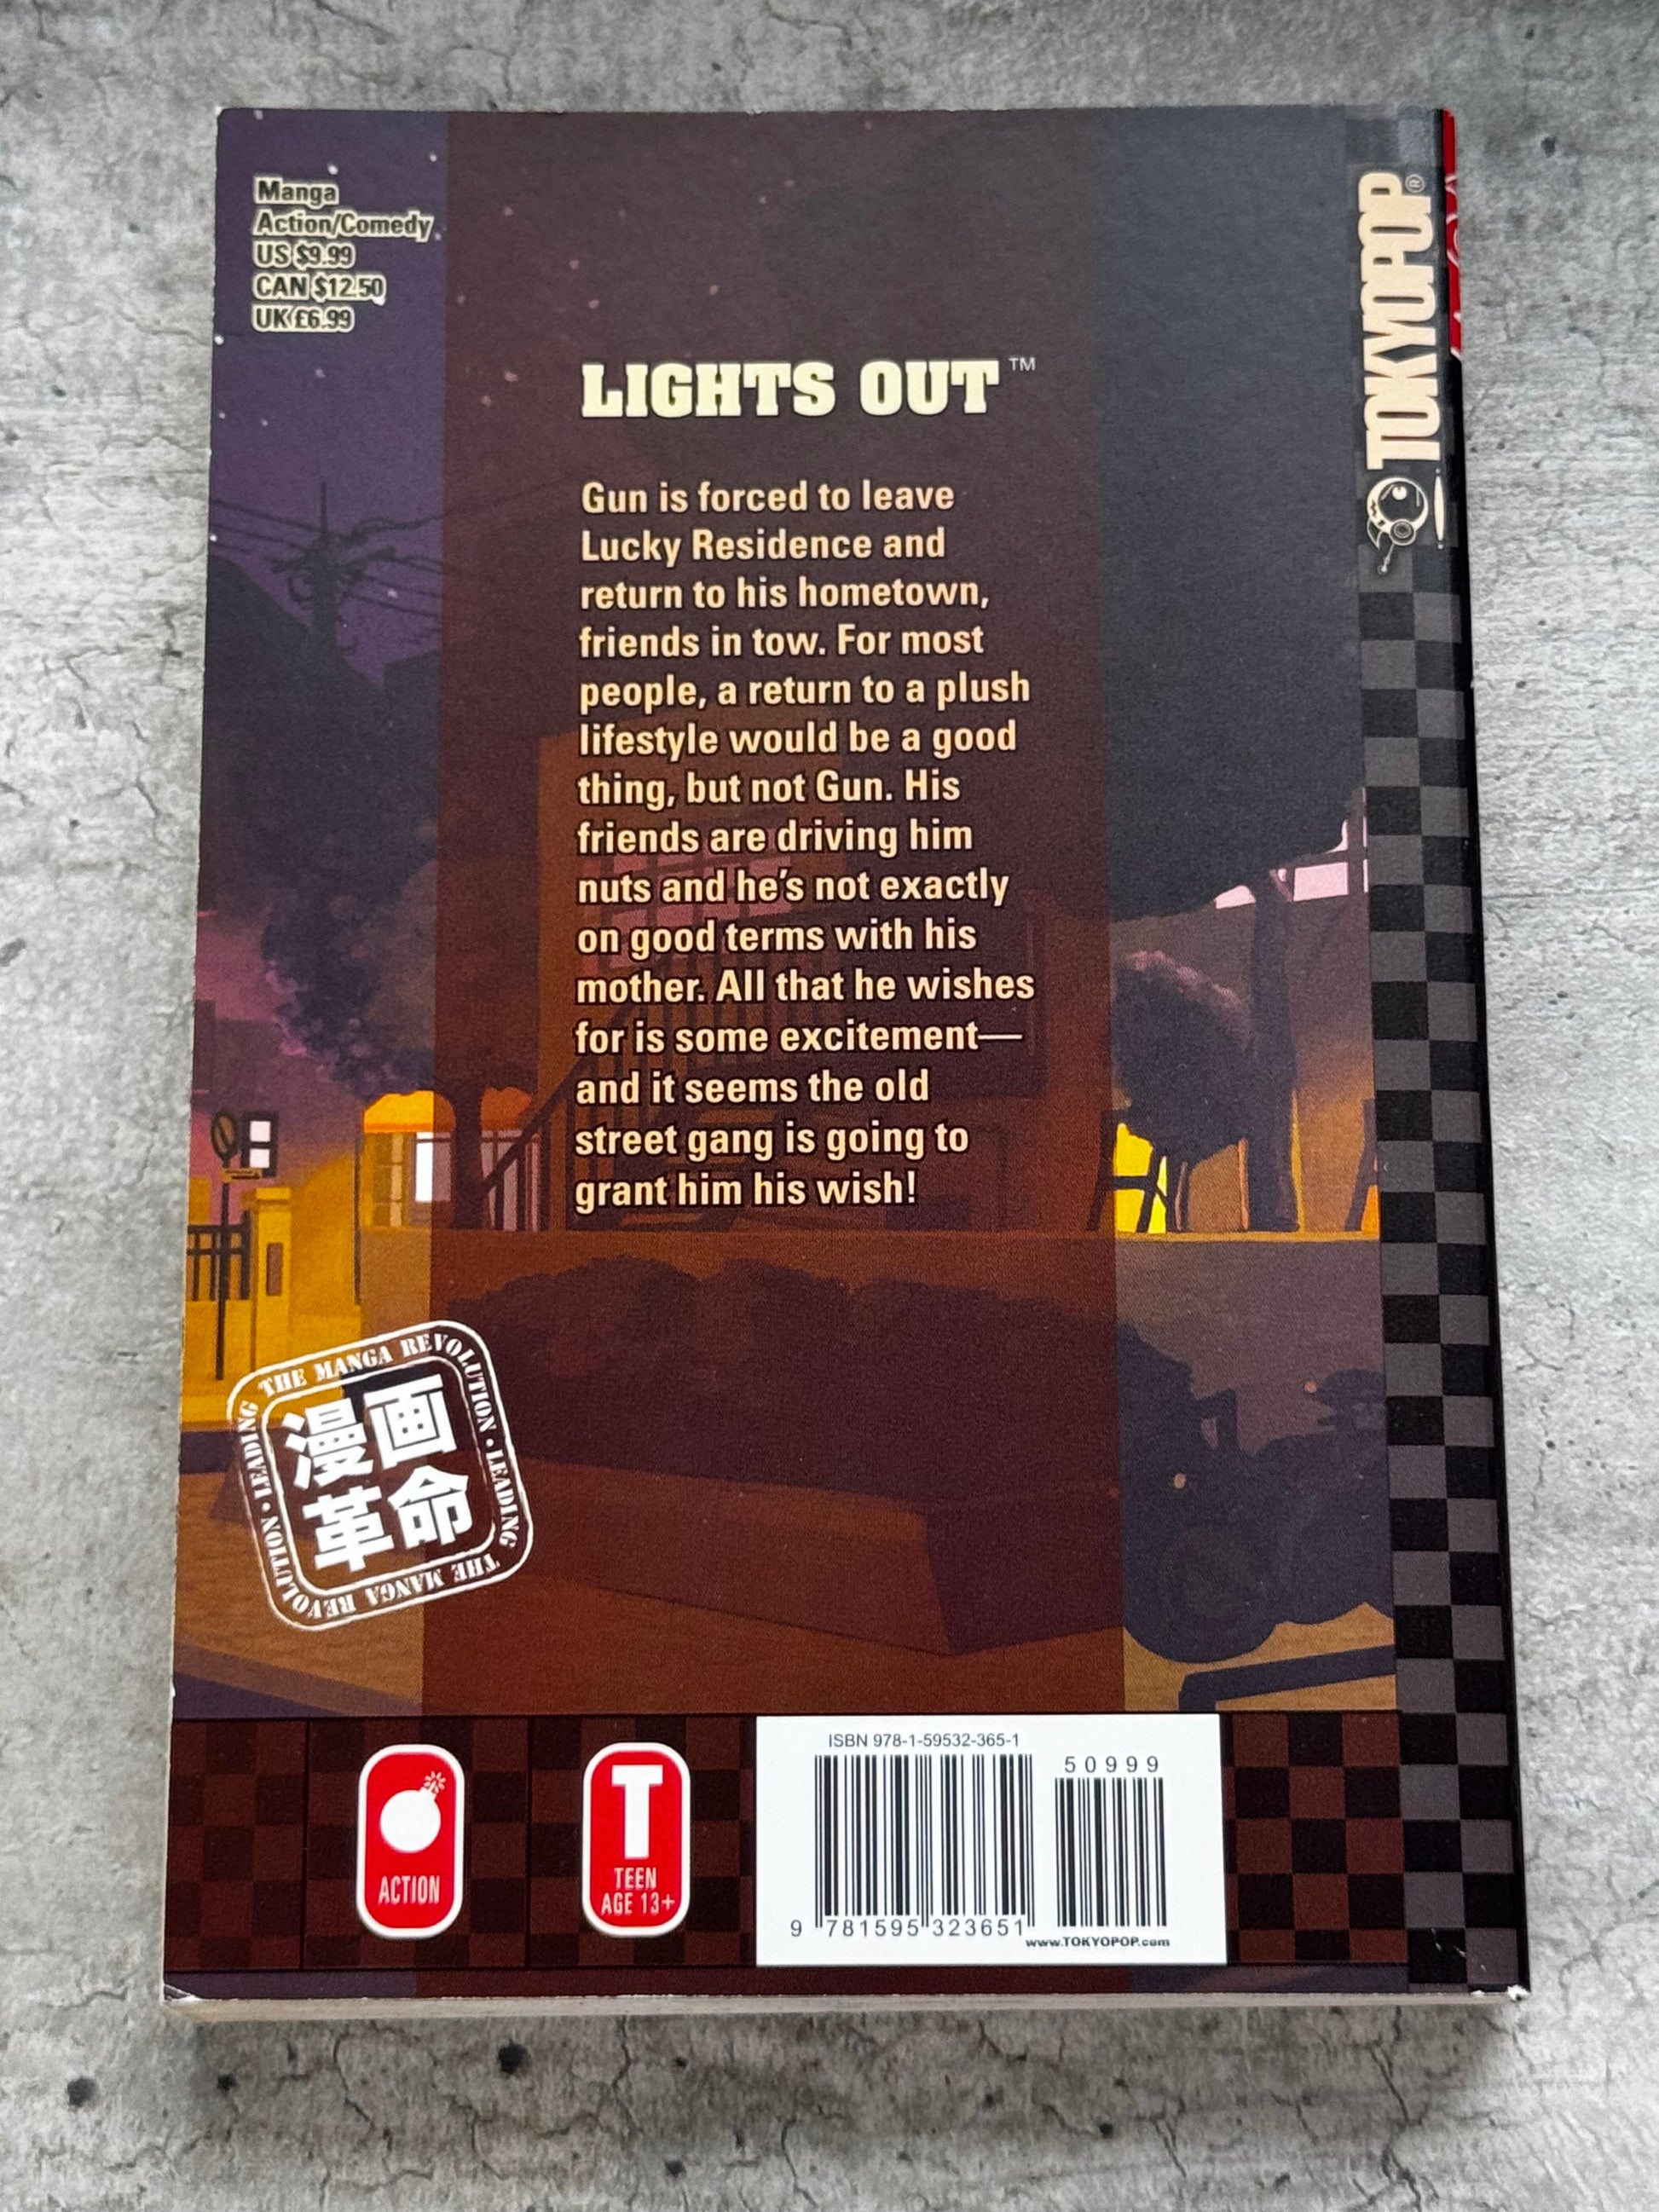 Manga
Action/Comedy
US $9.99
CAN $12.50
UK £6.99
TOKYOPOP®
LIGHTS OUT™
Gun is forced to leave
Lucky Residence and
return to his hometown,
friends in tow. For most
people, a return to a plush
lifestyle would be a good
thing, but not Gun. His
friends are driving him
nuts and he's not exactly
on good terms with his
mother. All that he wishes
for is some excitement—
and it seems the old
street gang is going to
grant him his wish!
THE MANGA REVOLUTION • LEADING
漫画
革命
THE MANGA REVOLUTION • LEADING
ACTION
T
TEEN
AGE 13+
ISBN 978-1-59532-365-1
50999
9 781595 323651
www.TOKYOPOP.com